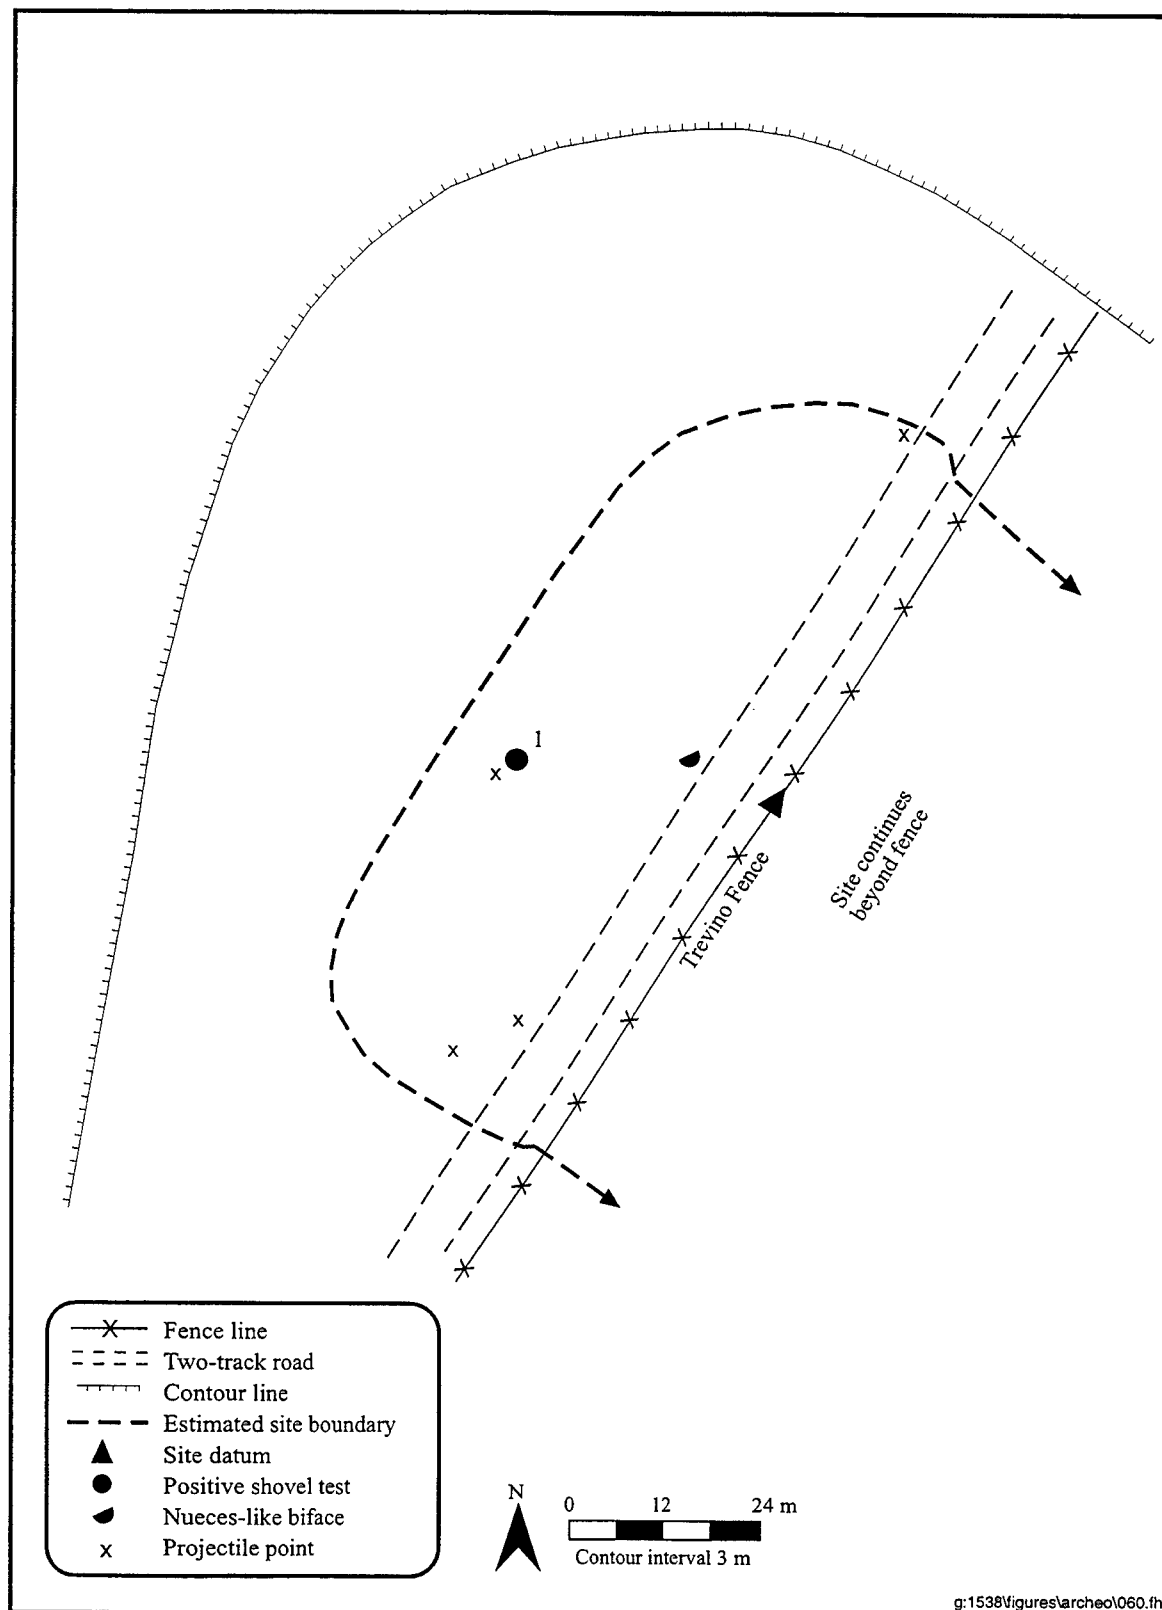 x
1
x
Site continues
beyond fence
Trevino Fence
x
x
Fence line
Two-track road
Contour line
Estimated site boundary
Site datum
Positive shovel test
Nueces-like biface
x Projectile point
N
0 12 24 m
Contour interval 3 m
g:1538\figures\archeo\060.fh